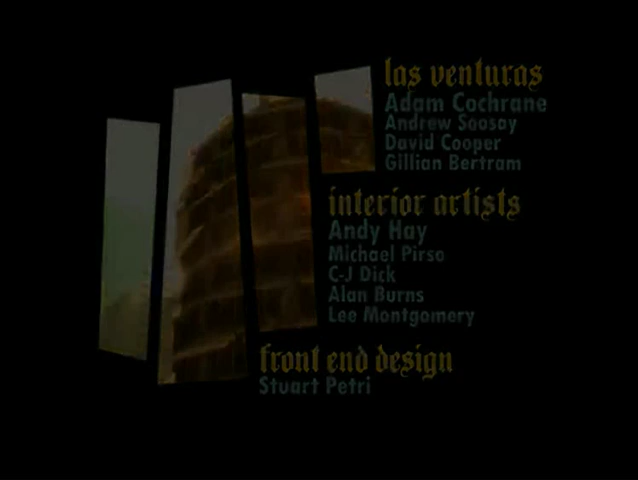 las venturas
Adam Cochrane
Andrew Soosay
David Cooper
Gillian Bertram
interior artists
Andy Hay
Michael Pirso
C-J Dick
Alan Burns
Lee Montgomery
front end design
Stuart Petri